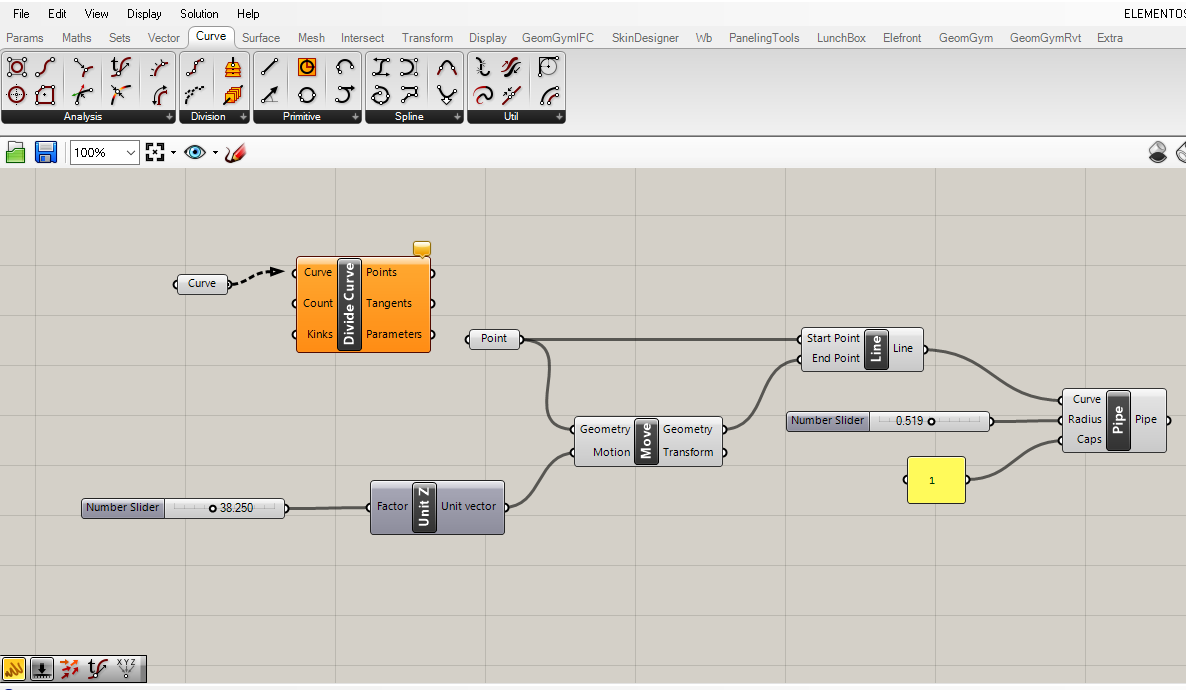 File Edit View Display Solution Help ELEMENTOS
Params Maths Sets Vector Curve Surface Mesh Intersect Transform Display GeomGymIFC SkinDesigner Wb PanelingTools LunchBox Elefront GeomGym GeomGymRvt Extra
Analysis Division Primitive Spline Util
100%
Curve
Curve
Count
Kinks
Divide Curve
Points
Tangents
Parameters
Point
Start Point
End Point
Line
Line
Geometry
Motion
Move
Geometry
Transform
Number Slider 0.519
Curve
Radius
Caps
Pipe
Pipe
1
Number Slider 38.250
Factor
Unit Z
Unit vector
XYZ